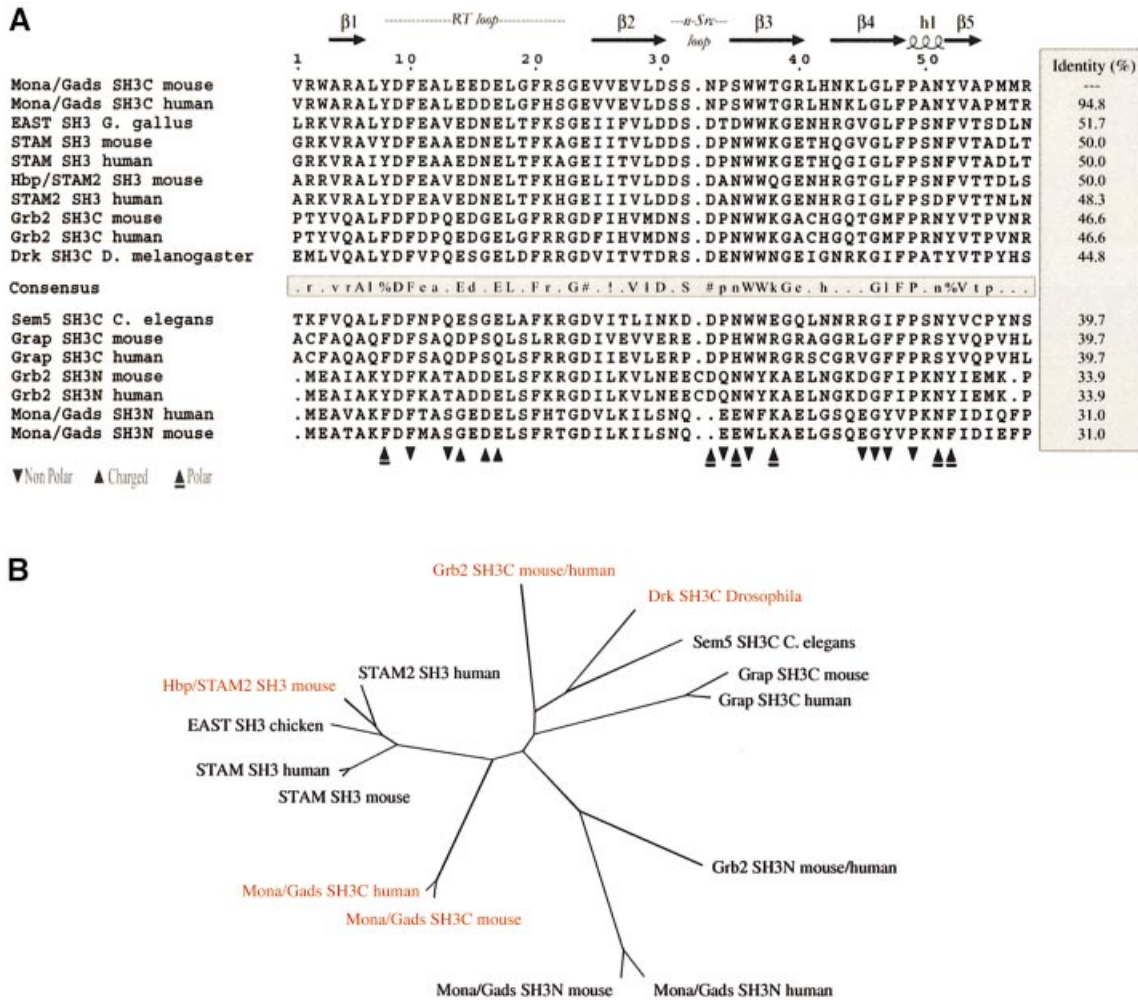 A
β1 RT loop β2 n-Src loop β3 β4 h1 β5
1 10 20 30 40 50
Identity (%)
Mona/Gads SH3C mouse VRWARALYDFEALEEDELGFRSGEVVEVLDSS.NPSWWTGRLHNKLGLFPANYVAPMMR ---
Mona/Gads SH3C human VRWARALYDFEALEDDELGFHSGEVVEVLDSS.NPSWWTGRLHNKLGLFPANYVAPMTR 94.8
EAST SH3 G. gallus LRKVRALYDFEAVEDNELTFKSGEIIFVLDDS.DTDWWKGENHRGVGLFPSNFVTSDLN 51.7
STAM SH3 mouse GRKVRAVYDFEAAEDNELTFKAGEIITVLDDS.DPNWWKGETHQGVGLFPSNFVTADLT 50.0
STAM SH3 human GRKVRAIYDFEAAEDNELTFKAGEIITVLDDS.DPNWWKGETHQGIGLFPSNFVTADLT 50.0
Hbp/STAM2 SH3 mouse ARRVRALYDFEAVEDNELTFKHGELITVLDDS.DANWWQGENHRGTGLFPSNFVTTDLS 50.0
STAM2 SH3 human ARKVRALYDFEAVEDNELTFKHGEIIIVLDDS.DANWWKGENHRGIGLFPSDFVTTNLN 48.3
Grb2 SH3C mouse PTYVQALFDFDPQEDGELGFRRGDFIHVMDNS.DPNWWKGACHGQTGMFPRNYVTPVNR 46.6
Grb2 SH3C human PTYVQALFDFDPQEDGELGFRRGDFIHVMDNS.DPNWWKGACHGQTGMFPRNYVTPVNR 46.6
Drk SH3C D. melanogaster EMLVQALYDFVPQESGELDFRRGDVITVTDRS.DENWWNGEIGNRKGIFPATYVTPYHS 44.8
Consensus .r.vrAl%DFea.Ed.EL.Fr.G#.!.VlD.S.#pnWWkGe.h...GlFP.n%Vtp...
Sem5 SH3C C. elegans TKFVQALFDFNPQESGELAFKRGDVITLINKD.DPNWWEGQLNNRRGIFPSNYVCPYNS 39.7
Grap SH3C mouse ACFAQAQFDFSAQDPSQLSLRRGDIVEVVERE.DPHWWRGRAGGRLGFFPRSYVQPVHL 39.7
Grap SH3C human ACFAQAQFDFSAQDPSQLSFRRGDIIEVLERP.DPHWWRGRSCGRVGFFPRSYVQPVHL 39.7
Grb2 SH3N mouse .MEAIAKYDFKATADDELSFKRGDILKVLNEECDQNWYKAELNGKDGFIPKNYIEMK.P 33.9
Grb2 SH3N human .MEAIAKYDFKATADDELSFKRGDILKVLNEECDQNWYKAELNGKDGFIPKNYIEMK.P 33.9
Mona/Gads SH3N human .MEAVAKFDFTASGEDELSFHTGDVLKILSNQ..EEWFKAELGSQEGYVPKNFIDIQFP 31.0
Mona/Gads SH3N mouse .MEATAKFDFMASGEDELSFRTGDILKILSNQ..EEWLKAELGSQEGYVPKNFIDIEFP 31.0
Non Polar Charged Polar
B
Grb2 SH3C mouse/human
Drk SH3C Drosophila
Sem5 SH3C C. elegans
STAM2 SH3 human
Grap SH3C mouse
Hbp/STAM2 SH3 mouse
Grap SH3C human
EAST SH3 chicken
STAM SH3 human
STAM SH3 mouse
Grb2 SH3N mouse/human
Mona/Gads SH3C human
Mona/Gads SH3C mouse
Mona/Gads SH3N mouse Mona/Gads SH3N human